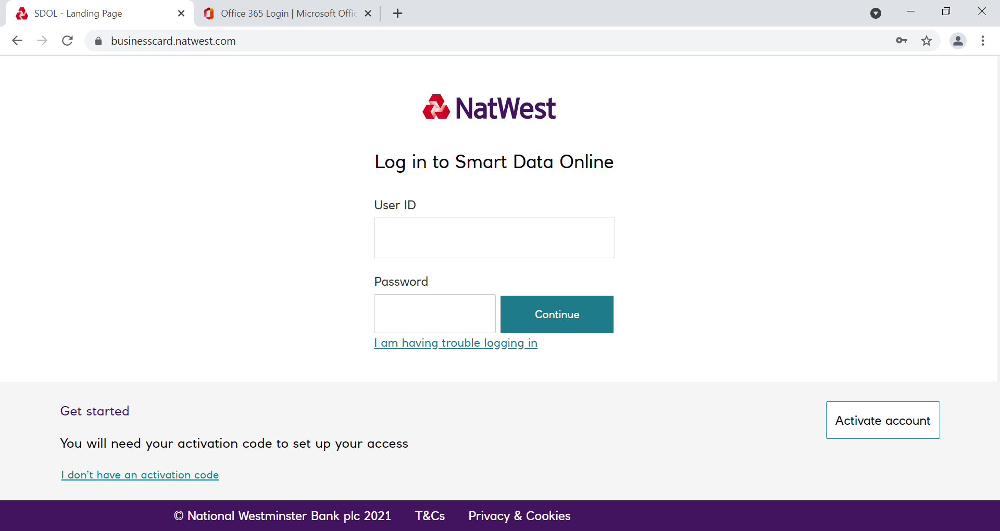 SDOL - Landing Page
Office 365 Login | Microsoft Offic
businesscard.natwest.com
NatWest
Log in to Smart Data Online
User ID
Password
Continue
I am having trouble logging in
Get started
Activate account
You will need your activation code to set up your access
I don't have an activation code
© National Westminster Bank plc 2021 T&Cs Privacy & Cookies